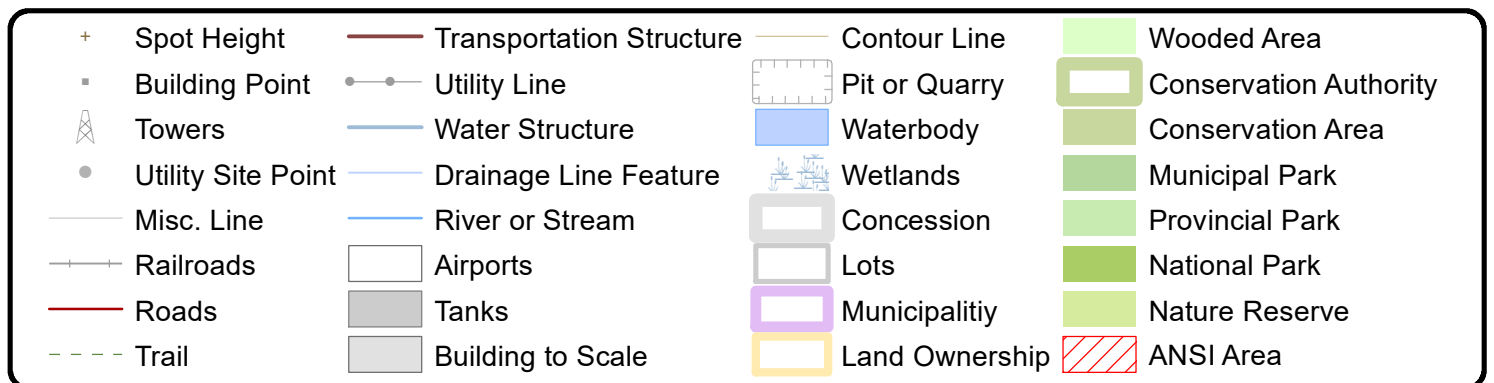 Spot Height
Building Point
Towers
Utility Site Point
Misc. Line
Railroads
Roads
Trail
Transportation Structure
Utility Line
Water Structure
Drainage Line Feature
River or Stream
Airports
Tanks
Building to Scale
Contour Line
Pit or Quarry
Waterbody
Wetlands
Concession
Lots
Municipalitiy
Land Ownership
Wooded Area
Conservation Authority
Conservation Area
Municipal Park
Provincial Park
National Park
Nature Reserve
ANSI Area